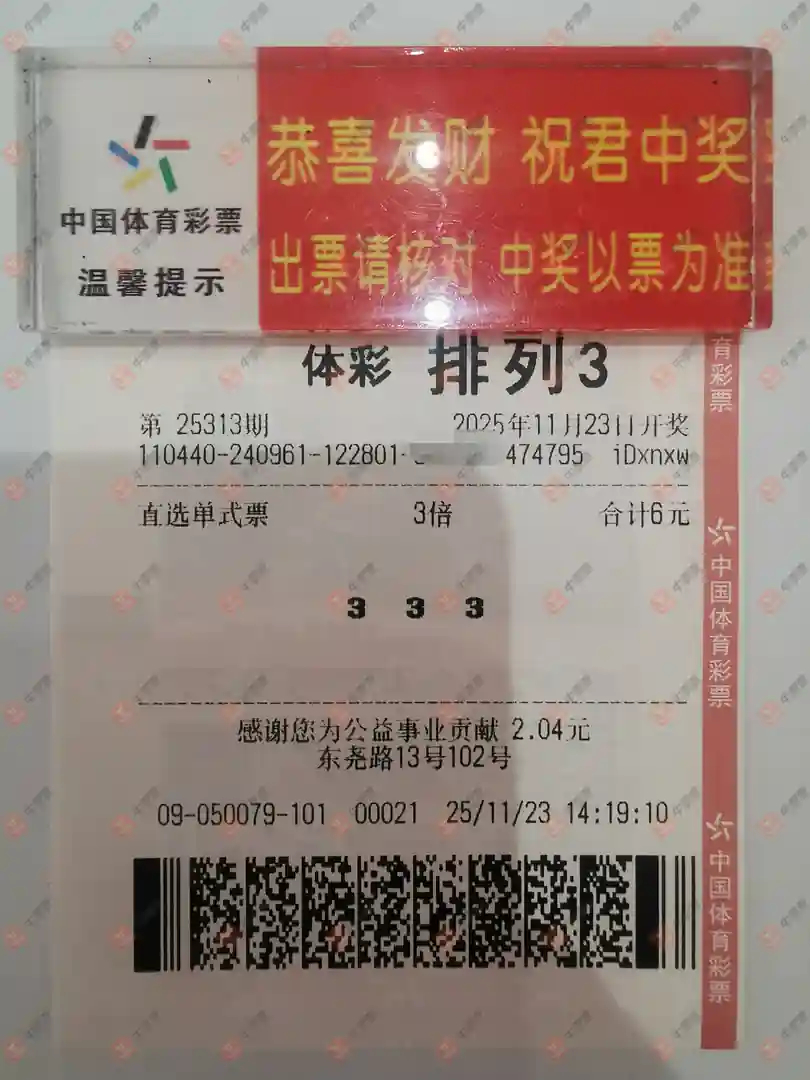 恭喜发财 祝君中奖
中国体育彩票
温馨提示
出票请核对 中奖以票为准
体彩 排列3
第 25313期 2025年11月23日开奖
110440-240961-122801- 474795 iDxnxw
直选单式票 3倍 合计6元
3 3 3
感谢您为公益事业贡献 2.04元
东尧路13号102号
09-050079-101 00021 25/11/23 14:19:10
育彩票
中国体育彩票
中国体育彩票